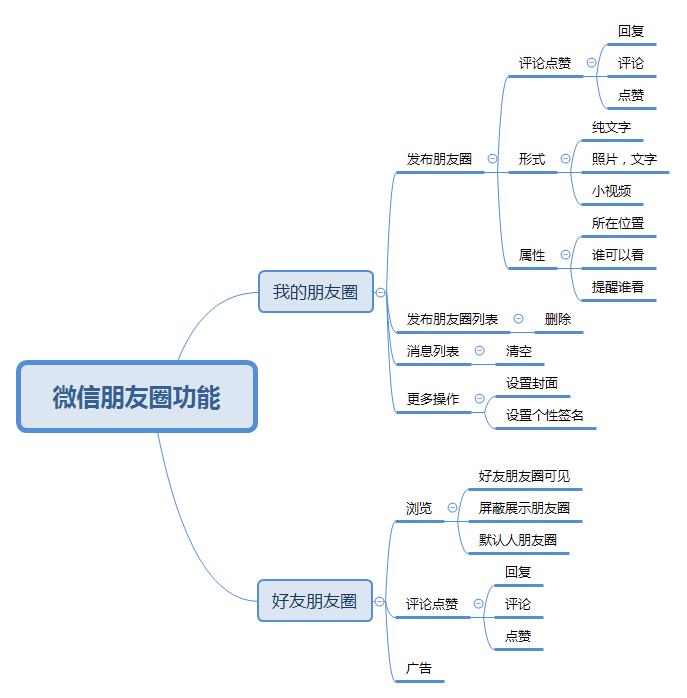 微信朋友圈功能
我的朋友圈
发布朋友圈
评论点赞
回复
评论
点赞
形式
纯文字
照片，文字
小视频
属性
所在位置
谁可以看
提醒谁看
发布朋友圈列表
删除
消息列表
清空
更多操作
设置封面
设置个性签名
好友朋友圈
浏览
好友朋友圈可见
屏蔽展示朋友圈
默认人朋友圈
评论点赞
回复
评论
点赞
广告